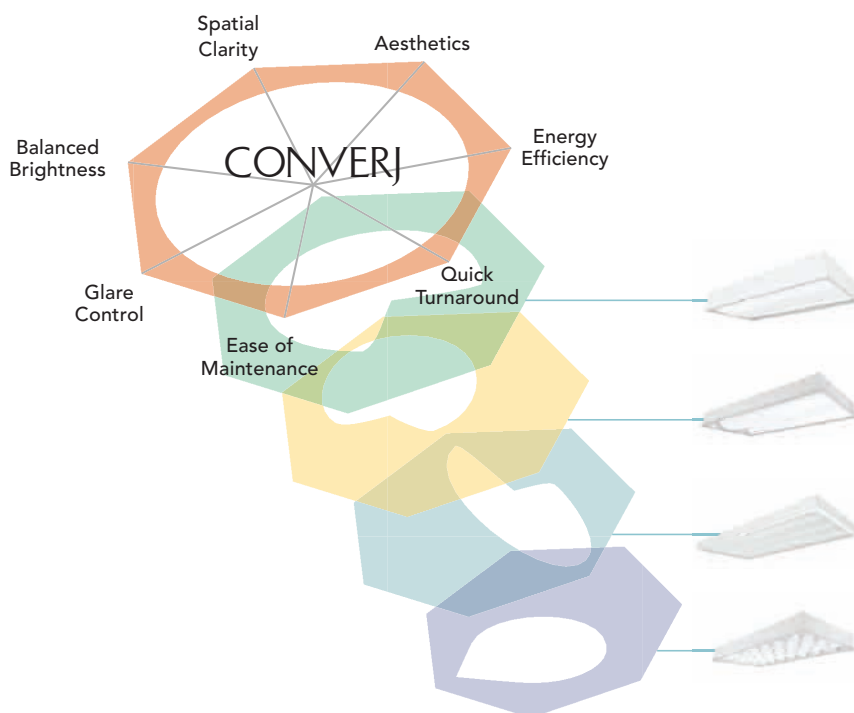 Spatial
Clarity
Aesthetics
Balanced
Brightness
CONVERJ
Energy
Efficiency
Glare
Control
Quick
Turnaround
Ease of
Maintenance